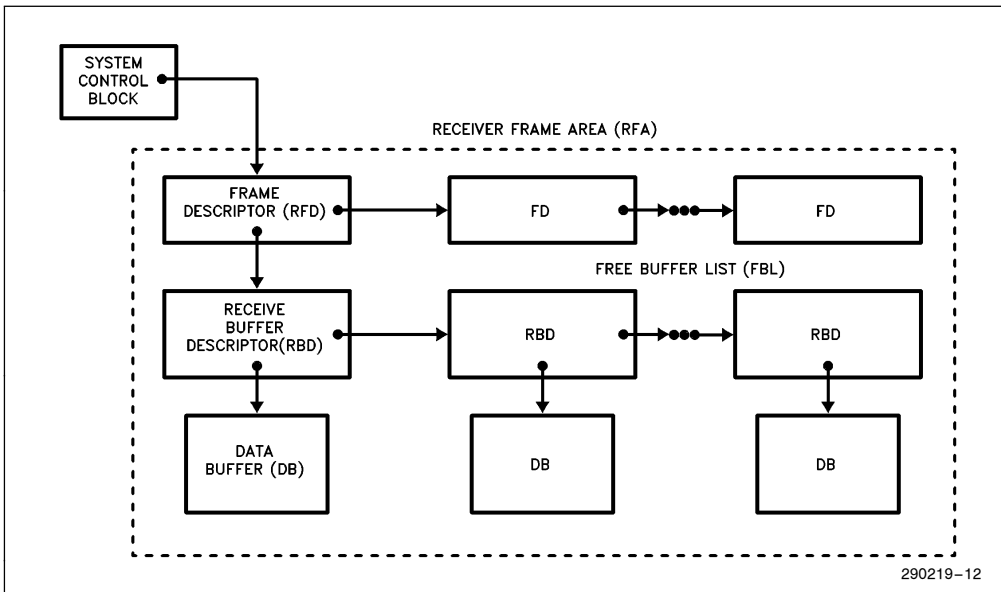 SYSTEM
CONTROL
BLOCK
RECEIVER FRAME AREA (RFA)
FRAME
DESCRIPTOR (RFD)
FD
FD
FREE BUFFER LIST (FBL)
RECEIVE
BUFFER
DESCRIPTOR(RBD)
RBD
RBD
DATA
BUFFER (DB)
DB
DB
290219–12